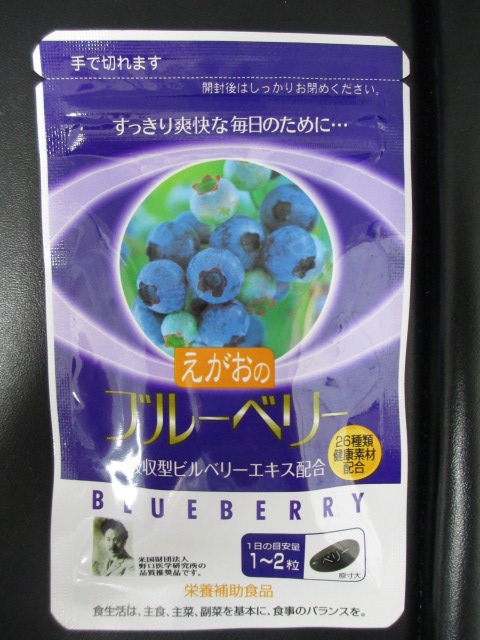 手で切れます
開封後はしっかりお閉めください。
すっきり爽快な毎日のために…
えがおの
ブルーベリー
収型ビルベリーエキス配合
26種類
健康素材
配合
BLUEBERRY
米国財団法人
野口医学研究所の
品質推奨品です。
1日の目安量
1~2粒
ベリー
原寸大
栄養補助食品
食生活は、主食、主菜、副菜を基本に、食事のバランスを。